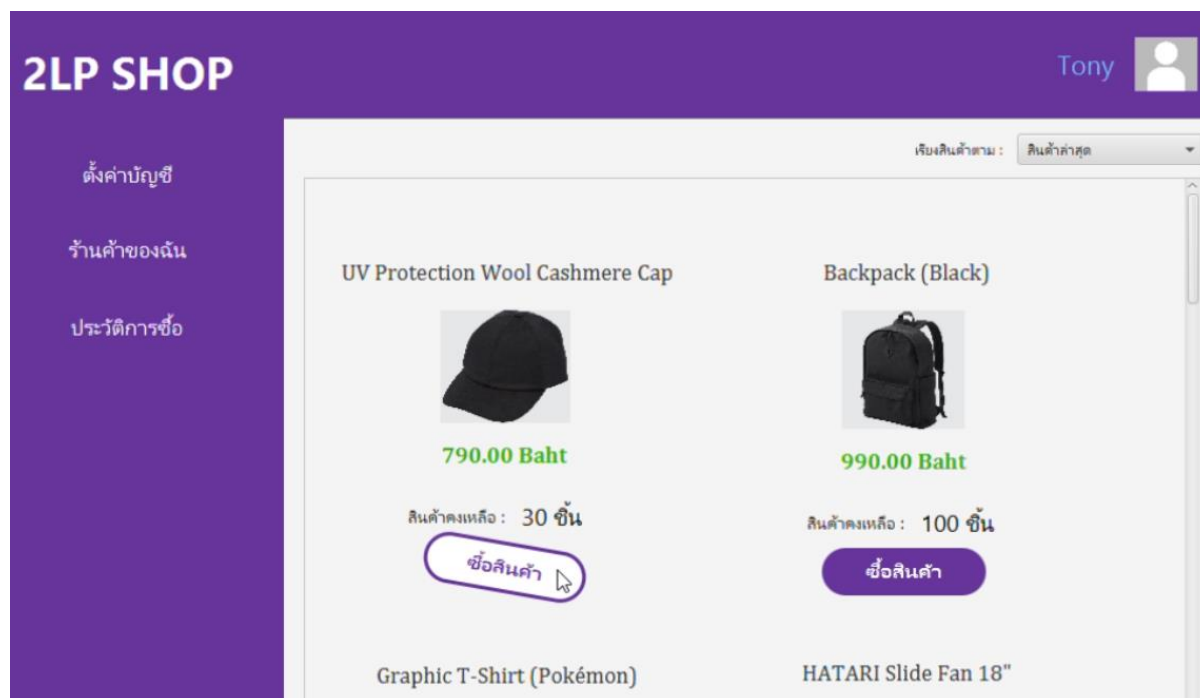 2LP SHOP
Tony
ตั้งค่าบัญชี
ร้านค้าของฉัน
ประวัติการซื้อ
เรียงสินค้าตาม : สินค้าล่าสุด
UV Protection Wool Cashmere Cap
790.00 Baht
สินค้าคงเหลือ : 30 ชิ้น
ซื้อสินค้า
Backpack (Black)
990.00 Baht
สินค้าคงเหลือ : 100 ชิ้น
ซื้อสินค้า
Graphic T-Shirt (Pokémon)
HATARI Slide Fan 18"